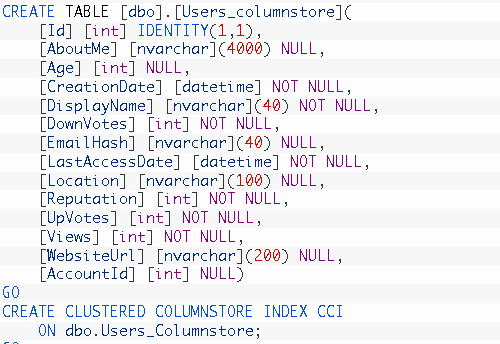 CREATE TABLE [dbo].[Users_columnstore](
[Id] [int] IDENTITY(1,1),
[AboutMe] [nvarchar](4000) NULL,
[Age] [int] NULL,
[CreationDate] [datetime] NOT NULL,
[DisplayName] [nvarchar](40) NOT NULL,
[DownVotes] [int] NOT NULL,
[EmailHash] [nvarchar](40) NULL,
[LastAccessDate] [datetime] NOT NULL,
[Location] [nvarchar](100) NULL,
[Reputation] [int] NOT NULL,
[UpVotes] [int] NOT NULL,
[Views] [int] NOT NULL,
[WebsiteUrl] [nvarchar](200) NULL,
[AccountId] [int] NULL)
GO
CREATE CLUSTERED COLUMNSTORE INDEX CCI
ON dbo.Users_Columnstore;